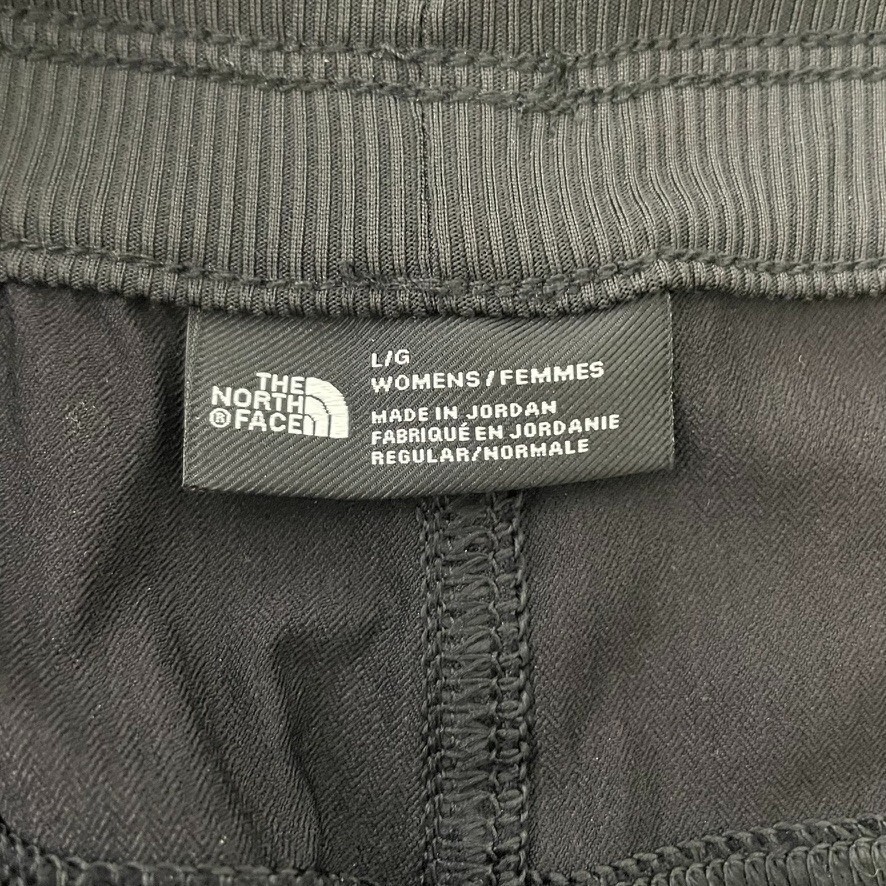 THE
NORTH
®FACE
L/G
WOMENS/FEMMES
MADE IN JORDAN
FABRIQUÉ EN JORDANIE
REGULAR/NORMALE